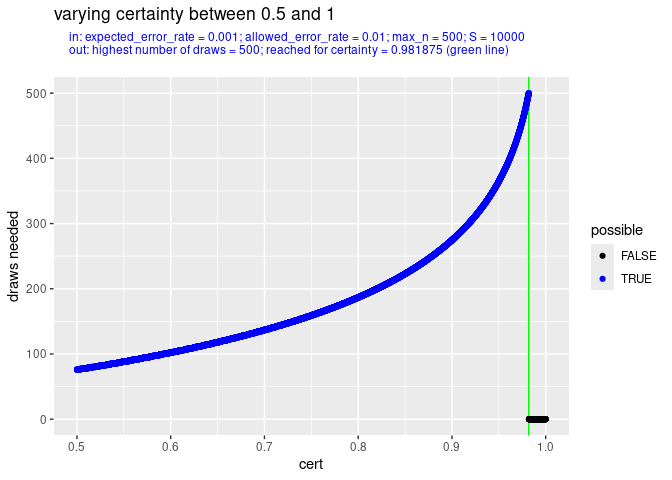 varying certainty between 0.5 and 1
in: expected_error_rate = 0.001; allowed_error_rate = 0.01; max_n = 500; S = 10000
out: highest number of draws = 500; reached for certainty = 0.981875 (green line)
500
400
300
200
100
0
draws needed
0.5 0.6 0.7 0.8 0.9 1.0
cert
possible
FALSE
TRUE